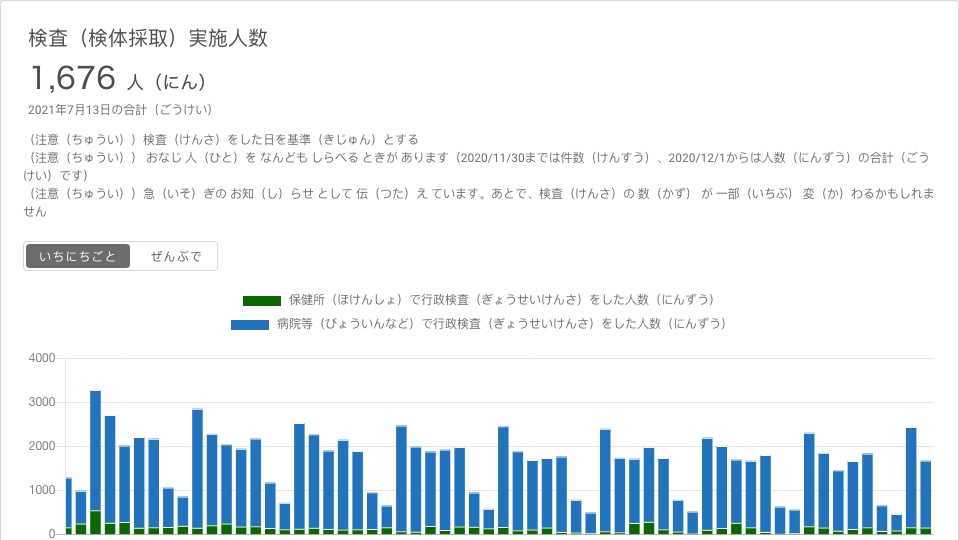 検査（検体採取）実施人数
1,676 人（にん）
2021年7月13日の合計（ごうけい）
（注意（ちゅうい））検査（けんさ）をした日を基準（きじゅん）とする
（注意（ちゅうい）） おなじ 人（ひと）を なんども しらべる ときが あります（2020/11/30までは件数（けんすう）、2020/12/1からは人数（にんずう）の合計（ごう
けい）です）
（注意（ちゅうい））急（いそ）ぎの お知（し）らせ として 伝（つた）え ています。あとで、検査（けんさ）の 数（かず） が 一部（いちぶ） 変（か）わるかもしれま
せん
いちにちごと ぜんぶで
保健所（ほけんしょ）で行政検査（ぎょうせいけんさ）をした人数（にんずう）
病院等（びょういんなど）で行政検査（ぎょうせいけんさ）をした人数（にんずう）
4000
3000
2000
1000
0